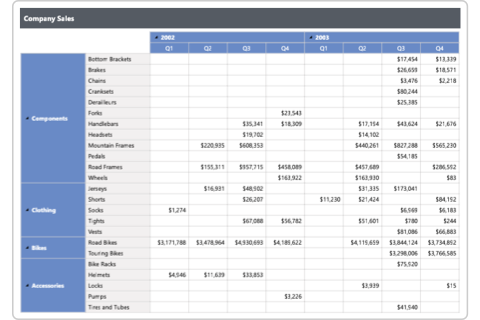 Company Sales
2002 2003
Q1 Q2 Q3 Q4 Q1 Q2 Q3 Q4
Components Bottom Brackets $17,454 $13,339
Brakes $26,659 $18,571
Chains $3,476 $2,218
Cranksets $80,244
Derailleurs $25,385
Forks $23,543
Handlebars $35,341 $18,309 $17,154 $43,624 $21,676
Headsets $19,702 $14,102
Mountain Frames $220,935 $608,353 $440,261 $827,288 $565,230
Pedals $54,185
Road Frames $155,311 $957,715 $458,089 $457,689 $286,552
Wheels $163,922 $163,930 $83
Clothing Jerseys $16,931 $48,502 $31,335 $173,041
Shorts $26,207 $11,230 $21,424 $84,192
Socks $1,274 $6,969 $6,183
Tights $67,088 $56,782 $51,601 $780 $244
Vests $81,086 $66,883
Bikes Road Bikes $3,171,788 $3,478,964 $4,930,693 $4,189,622 $4,119,659 $3,844,124 $3,734,892
Touring Bikes $3,298,006 $3,766,585
Accessories Bike Racks $75,920
Helmets $4,546 $11,639 $33,853
Locks $3,939 $15
Pumps $3,226
Tires and Tubes $41,940